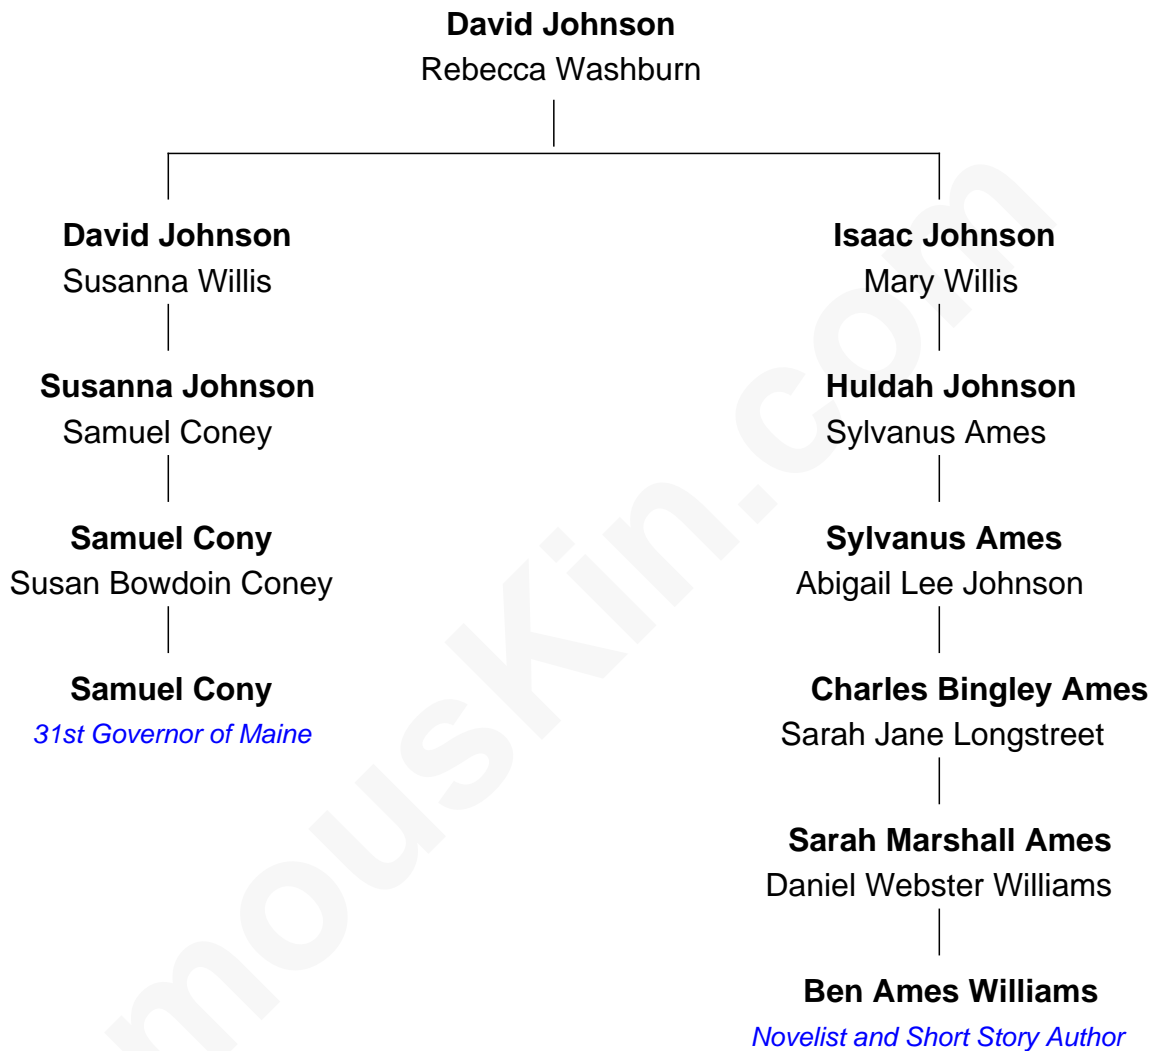 David Johnson
Rebecca Washburn
David Johnson
Susanna Willis
Isaac Johnson
Mary Willis
Susanna Johnson
Samuel Coney
Huldah Johnson
Sylvanus Ames
Samuel Cony
Susan Bowdoin Coney
Sylvanus Ames
Abigail Lee Johnson
Samuel Cony
31st Governor of Maine
Charles Bingley Ames
Sarah Jane Longstreet
Sarah Marshall Ames
Daniel Webster Williams
Ben Ames Williams
Novelist and Short Story Author
mousKin.com